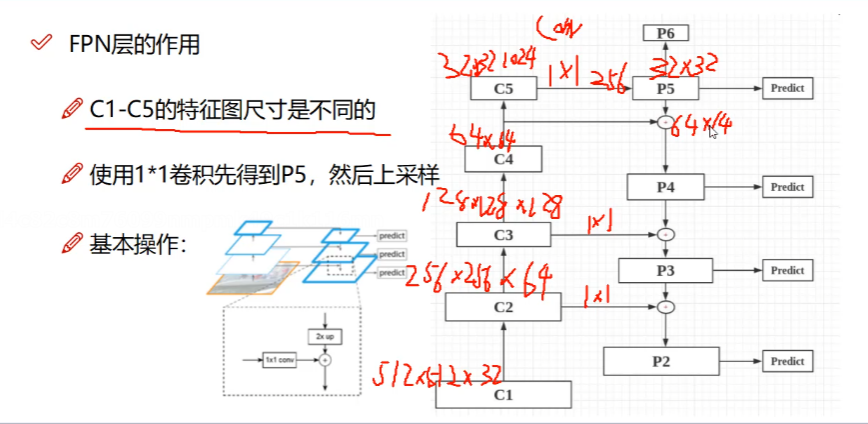 FPN层的作用
C1-C5的特征图尺寸是不同的
使用1*1卷积先得到P5，然后上采样
基本操作：
predict
predict
predict
2x up
1x1 conv
Conv
P6
32x32 1024
1x1
256
32x32
C5
P5
Predict
64x64
64x64
C4
P4
Predict
128x128x128
1x1
C3
P3
Predict
256x256x64
1x1
C2
P2
Predict
512x512x32
C1